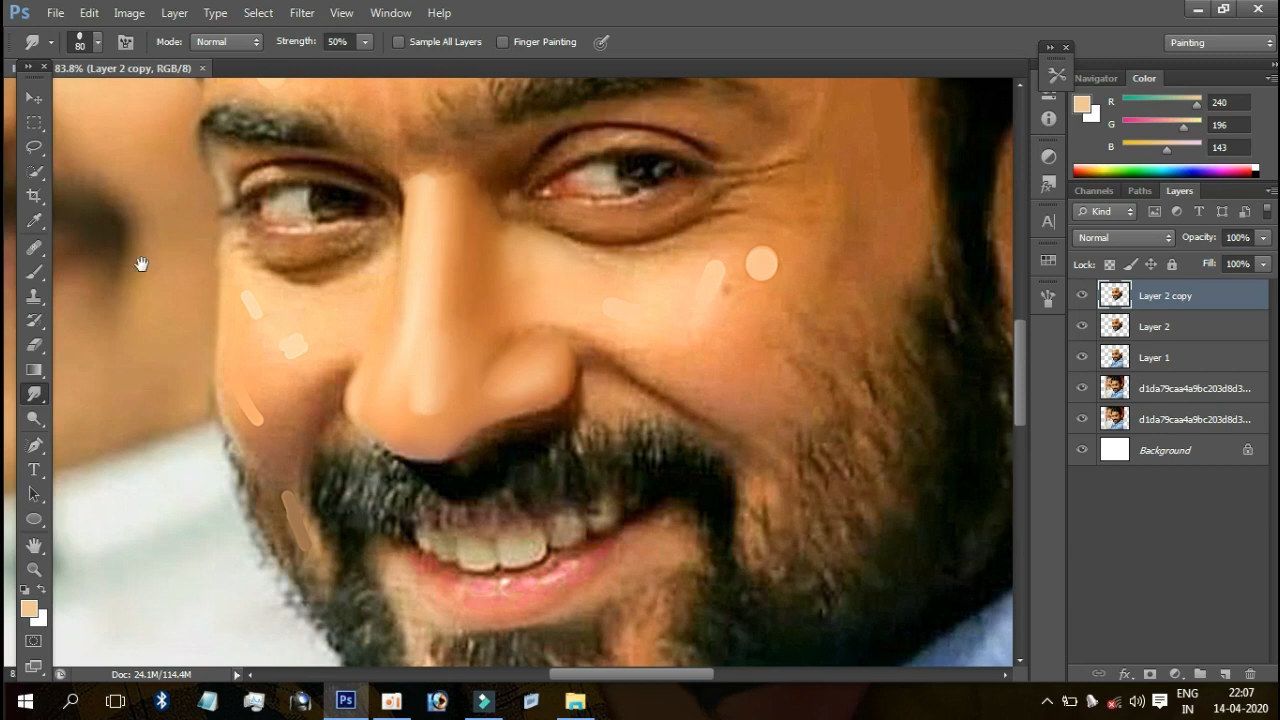 Ps File Edit Image Layer Type Select Filter View Window Help
80 Mode: Normal Strength: 50% Sample All Layers Finger Painting Painting
83.8% (Layer 2 copy, RGB/8) ×
Navigator Color
R 240
G 196
B 143
Channels Paths Layers
Kind
Normal Opacity: 100%
Lock: Fill: 100%
Layer 2 copy
Layer 2
Layer 1
d1da79caa4a9bc203d8d3...
d1da79caa4a9bc203d8d3...
Background
Doc: 24.1M/114.4M
ENG 22:07
IN 14-04-2020